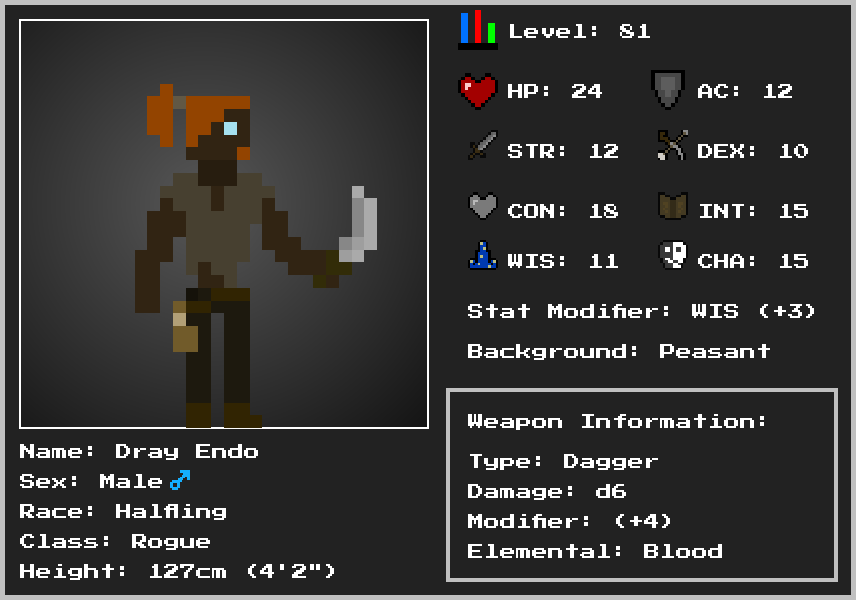 Level: 81
HP: 24 AC: 12
STR: 12 DEX: 10
CON: 18 INT: 15
WIS: 11 CHA: 15
Stat Modifier: WIS (+3)
Background: Peasant
Weapon Information:
Type: Dagger
Damage: d6
Modifier: (+4)
Elemental: Blood
Name: Dray Endo
Sex: Male♂
Race: Halfling
Class: Rogue
Height: 127cm (4'2")